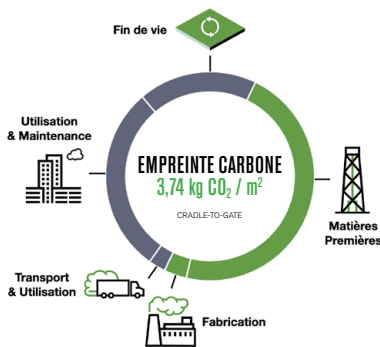 Fin de vie
Utilisation
& Maintenance
EMPREINTE CARBONE
3,74 kg CO₂ / m²
CRADLE-TO-GATE
Matières
Premières
Transport
& Utilisation
Fabrication